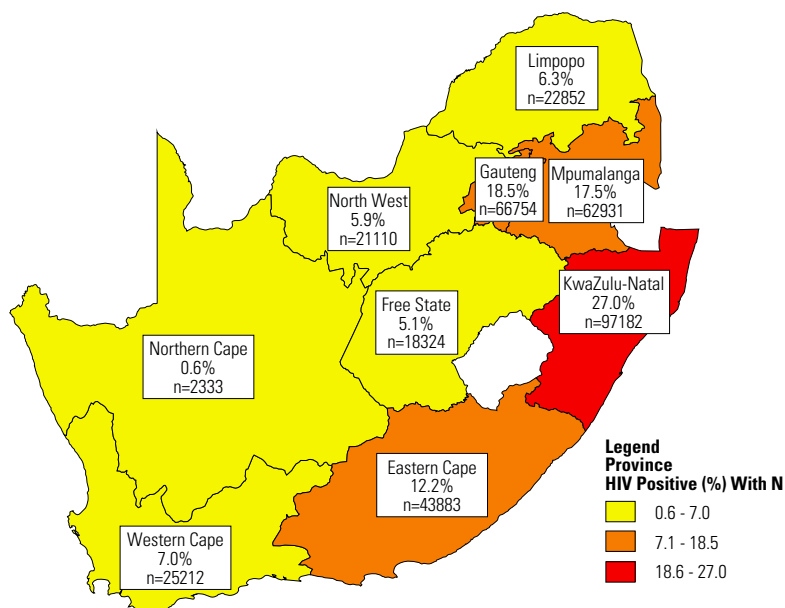 Limpopo
6.3%
n=22852
Gauteng
18.5%
n=66754
Mpumalanga
17.5%
n=62931
North West
5.9%
n=21110
KwaZulu-Natal
27.0%
n=97182
Free State
5.1%
n=18324
Northern Cape
0.6%
n=2333
Eastern Cape
12.2%
n=43883
Western Cape
7.0%
n=25212
Legend
Province
HIV Positive (%) With N
0.6 - 7.0
7.1 - 18.5
18.6 - 27.0